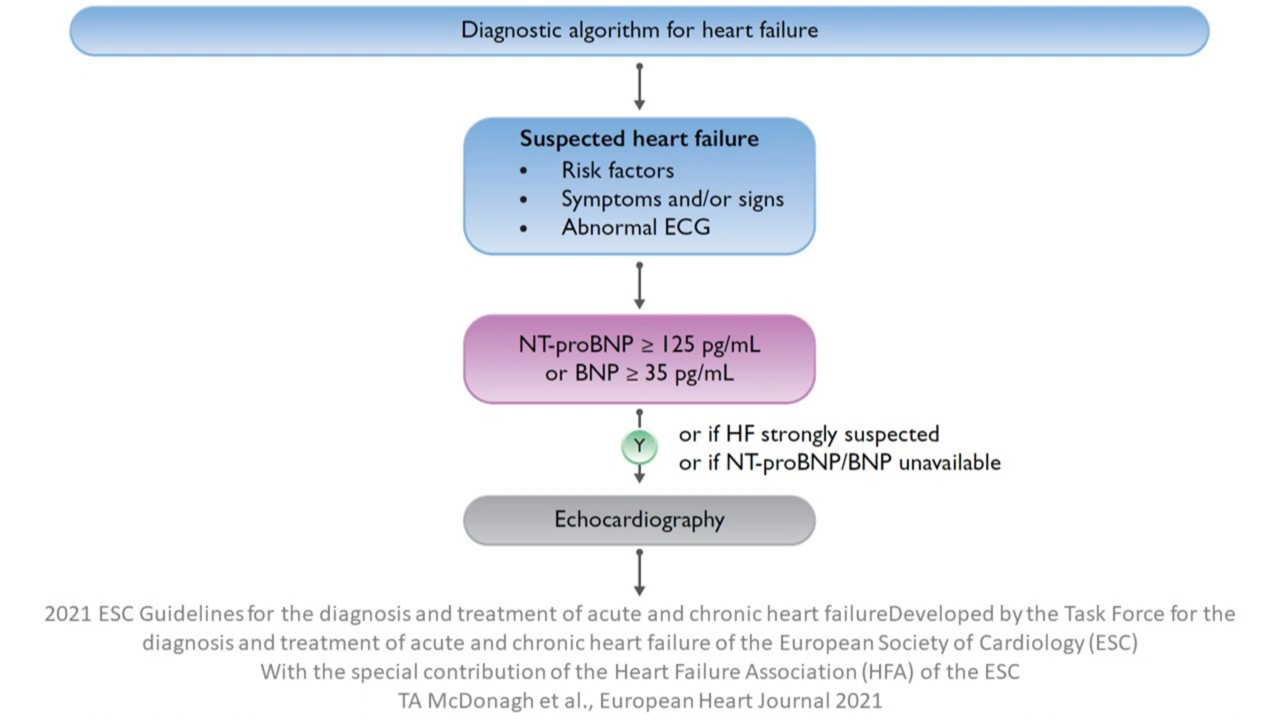 Diagnostic algorithm for heart failure
Suspected heart failure
• Risk factors
• Symptoms and/or signs
• Abnormal ECG
NT-proBNP ≥ 125 pg/mL
or BNP ≥ 35 pg/mL
Y
or if HF strongly suspected
or if NT-proBNP/BNP unavailable
Echocardiography
2021 ESC Guidelines for the diagnosis and treatment of acute and chronic heart failureDeveloped by the Task Force for the
diagnosis and treatment of acute and chronic heart failure of the European Society of Cardiology (ESC)
With the special contribution of the Heart Failure Association (HFA) of the ESC
TA McDonagh et al., European Heart Journal 2021